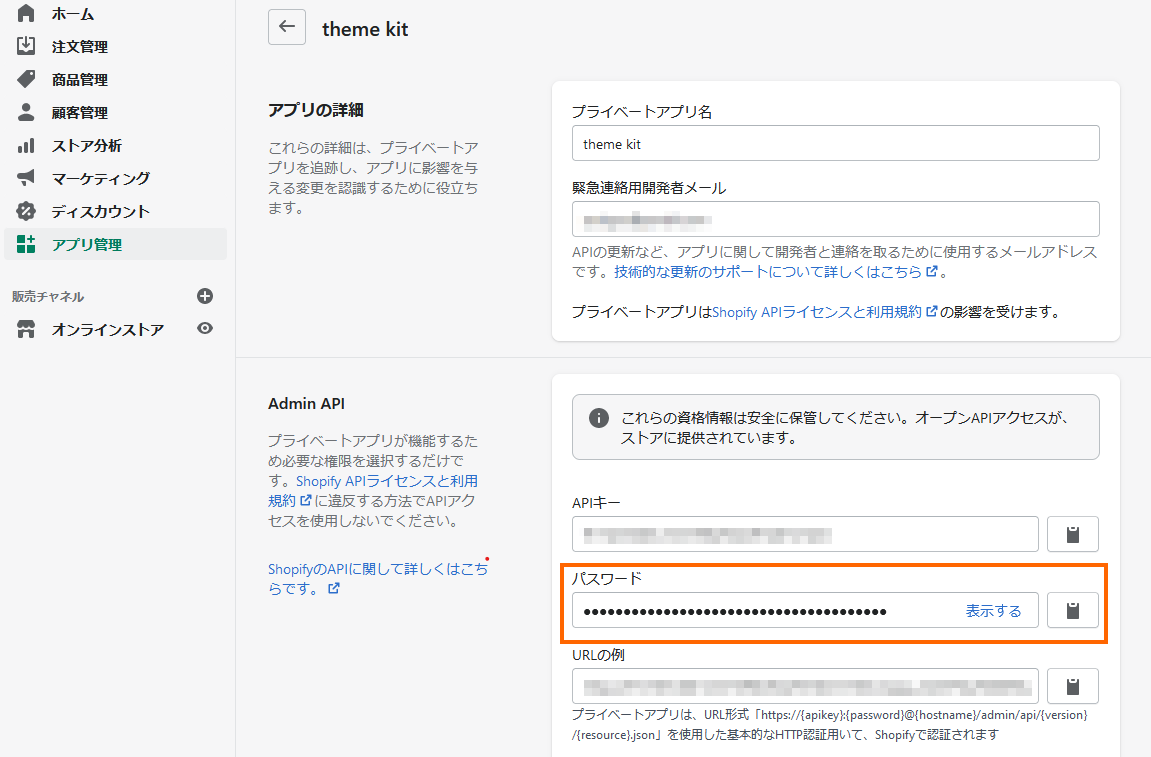 ホーム
注文管理
商品管理
顧客管理
ストア分析
マーケティング
ディスカウント
アプリ管理
販売チャネル
オンラインストア
theme kit
アプリの詳細
これらの詳細は、プライベートア
プリを追跡し、アプリに影響を与
える変更を認識するために役立ち
ます。
プライベートアプリ名
theme kit
緊急連絡用開発者メール
APIの更新など、アプリに関して開発者と連絡を取るために使用するメールアドレス
です。技術的な更新のサポートについて詳しくはこちら 。
プライベートアプリはShopify APIライセンスと利用規約 の影響を受けます。
Admin API
プライベートアプリが機能するた
め必要な権限を選択するだけで
す。Shopify APIライセンスと利用
規約 に違反する方法でAPIアク
セスを使用しないでください。
ShopifyのAPIに関して詳しくはこち
らです。
これらの資格情報は安全に保管してください。オープンAPIアクセスが、
ストアに提供されています。
APIキー
パスワード
••••••••••••••••••••••••••••••••••••••
表示する
URLの例
プライベートアプリは、URL形式「https://{apikey}:{password}@{hostname}/admin/api/{version}
/{resource}.json」を使用した基本的なHTTP認証用いて、Shopifyで認証されます